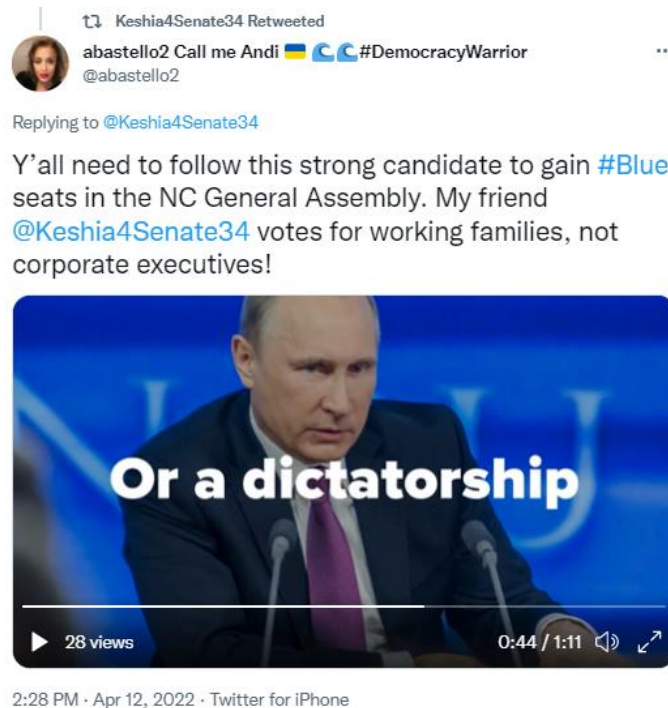 Keshia4Senate34 Retweeted
abastello2 Call me Andi 🇺🇦 🌊🌊#DemocracyWarrior
@abastello2
Replying to @Keshia4Senate34
Y’all need to follow this strong candidate to gain #Blue
seats in the NC General Assembly. My friend
@Keshia4Senate34 votes for working families, not
corporate executives!
Or a dictatorship
28 views
0:44 / 1:11
2:28 PM · Apr 12, 2022 · Twitter for iPhone